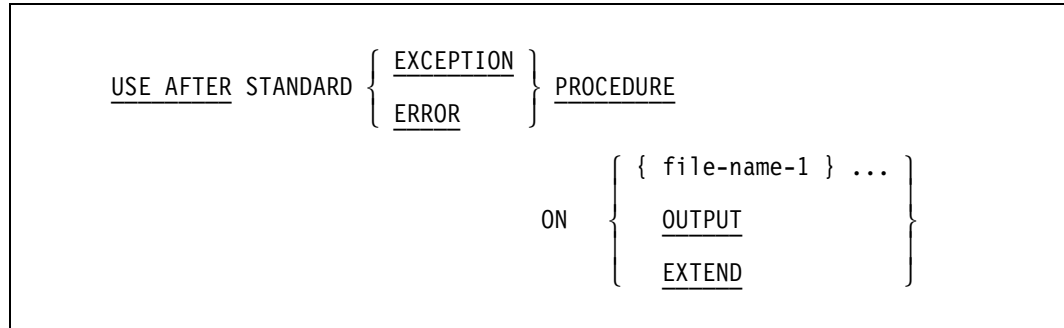 EXCEPTION
USE AFTER STANDARD PROCEDURE
ERROR
{ file-name-1 } ...
ON OUTPUT
EXTEND